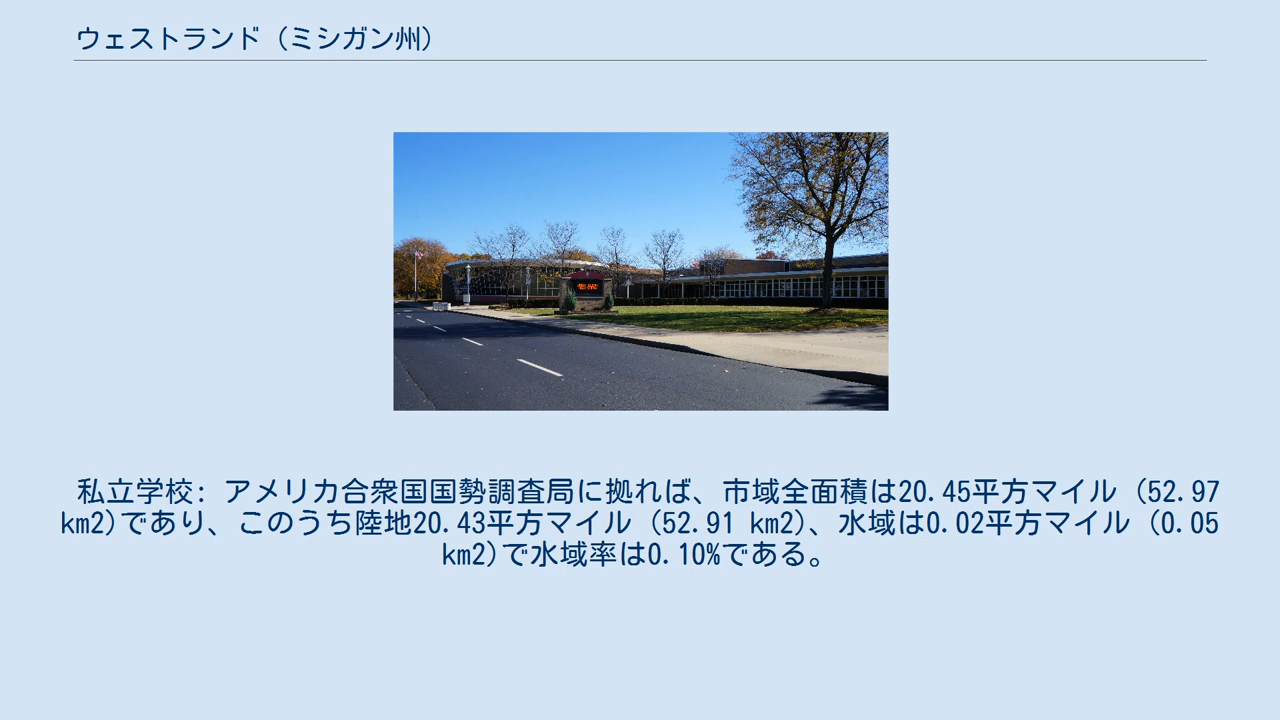 ウェストランド (ミシガン州)
私立学校: アメリカ合衆国国勢調査局に拠れば、市域全面積は20.45平方マイル (52.97
km2)であり、このうち陸地20.43平方マイル (52.91 km2)、水域は0.02平方マイル (0.05
km2)で水域率は0.10%である。